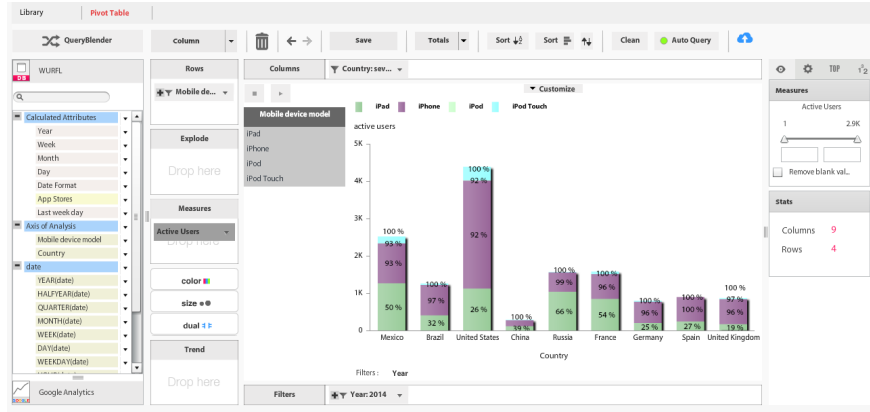 Library
Pivot Table
QueryBlender
Column
Save
Totals
Sort
Sort
Clean
Auto Query
WURFL
DB
Calculated Attributes
Year
Week
Month
Day
Date Format
App Stores
Last week day
Axis of Analysis
Mobile device model
Country
date
YEAR(date)
HALFYEAR(date)
QUARTER(date)
MONTH(date)
WEEK(date)
DAY(date)
WEEKDAY(date)
Google Analytics
Rows
Mobile de...
Explode
Drop here
Measures
Active Users
Drop here
color
size
dual
Trend
Drop here
Columns
Country: sev...
Customize
Mobile device model
iPad
iPhone
iPod
iPod Touch
iPad
iPhone
iPod
iPod Touch
active users
5K
4K
3K
2K
1K
0
100 %
93 %
93 %
50 %
100 %
97 %
32 %
100 %
92 %
92 %
26 %
100 %
39 %
100 %
99 %
66 %
100 %
96 %
54 %
100 %
96 %
25 %
100 %
100 %
27 %
100 %
97 %
96 %
19 %
Mexico
Brazil
United States
China
Russia
France
Germany
Spain
United Kingdom
Country
Filters :
Year
Filters
Year: 2014
TOP
Measures
Active Users
1
2.9K
Remove blank val...
Stats
Columns 9
Rows 4